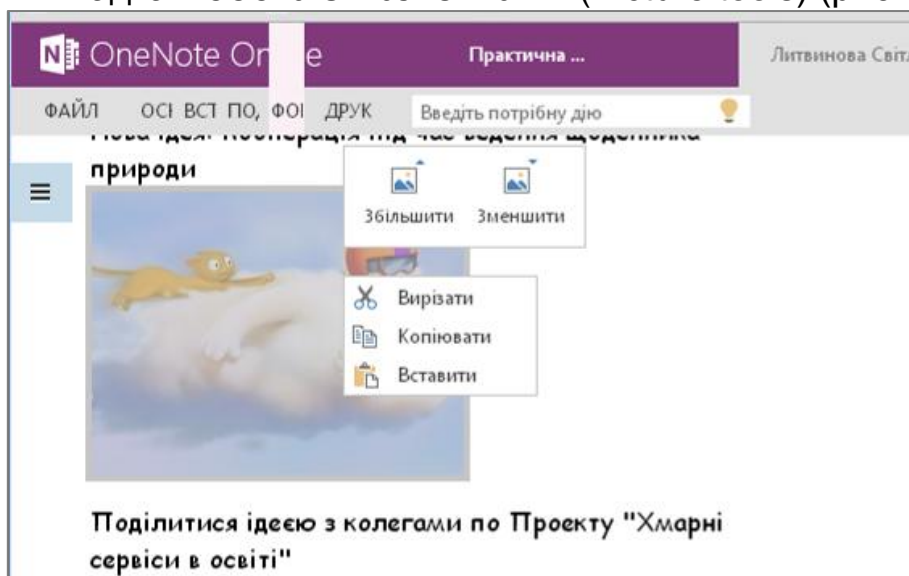 OneNote Online
Практична ...
Литвинова Світ
ФАЙЛ ОСІ ВСТ ПО, ФОІ ДРУК Введіть потрібну дію
природи
Збільшити Зменшити
Вирізати
Копіювати
Вставити
Поділитися ідеєю з колегами по Проекту "Хмарні
сервіси в освіті"